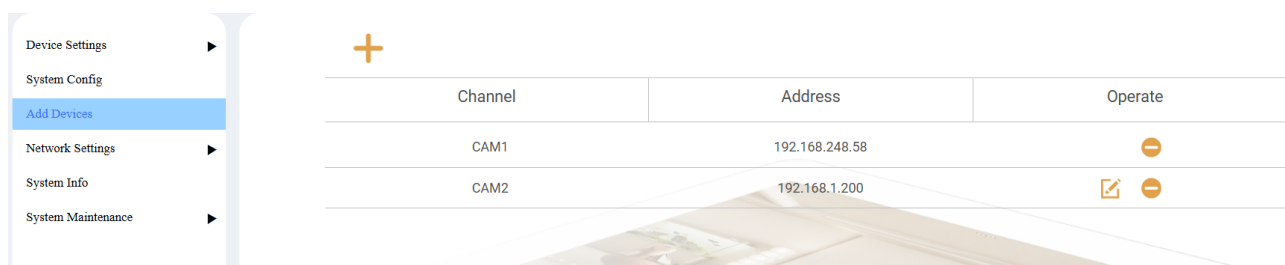 Device Settings
System Config
Add Devices
Network Settings
System Info
System Maintenance
Channel Address Operate
CAM1 192.168.248.58
CAM2 192.168.1.200